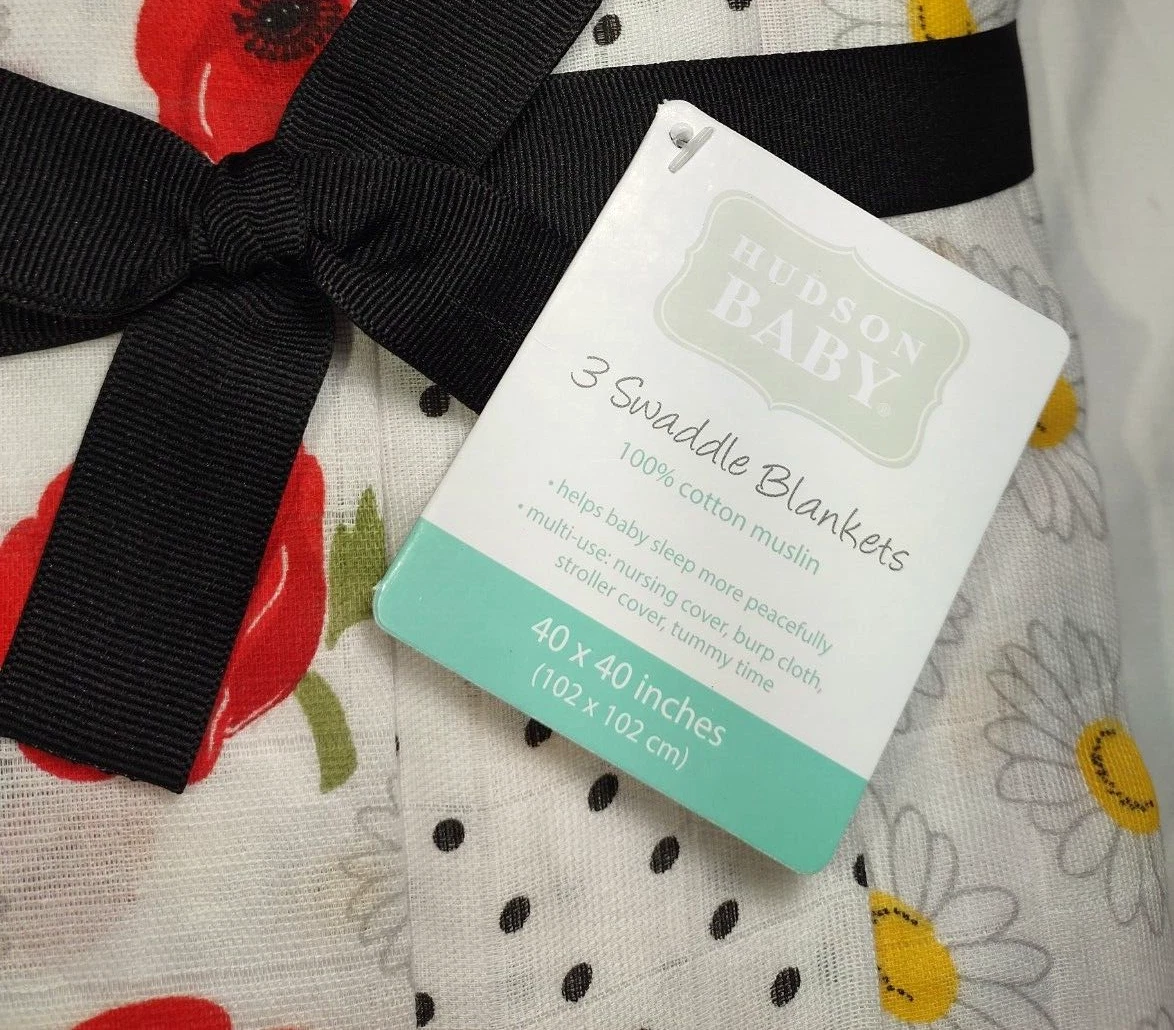 HUDSON
BABY®
3 Swaddle Blankets
100% cotton muslin
• helps baby sleep more peacefully
• multi-use: nursing cover, burp cloth,
stroller cover, tummy time
40 x 40 inches
(102 x 102 cm)